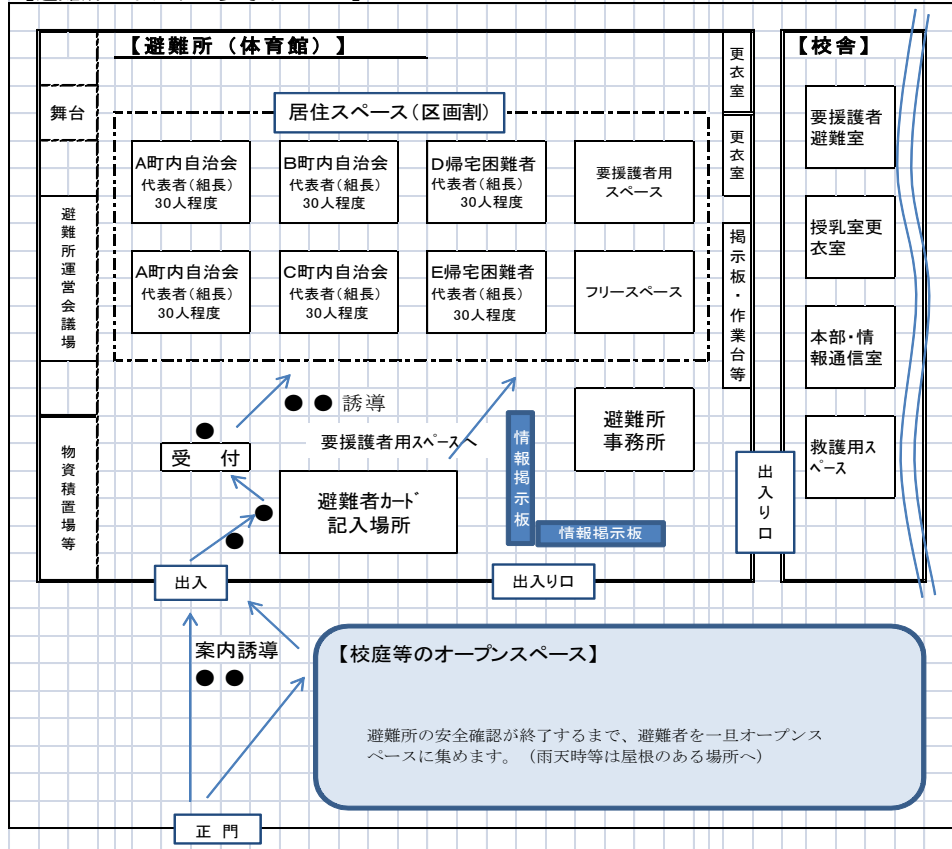 【避難所（体育館）】
【校舎】
更衣室
舞台
居住スペース（区画割）
要援護者
避難室
A町内自治会
代表者（組長）
30人程度
B町内自治会
代表者（組長）
30人程度
D帰宅困難者
代表者（組長）
30人程度
要援護者用
スペース
更衣室
避難所運営会議場
授乳室更
衣室
掲示板・作業台等
A町内自治会
代表者（組長）
30人程度
C町内自治会
代表者（組長）
30人程度
E帰宅困難者
代表者（組長）
30人程度
フリースペース
本部・情
報通信室
●●誘導
避難所
事務所
情報掲示板
要援護者用スペースへ
受　付
物資積置場等
救護用ス
ペース
出入り口
避難者カード
記入場所
情報掲示板
出入
出入り口
案内誘導
●●
【校庭等のオープンスペース】
避難所の安全確認が終了するまで、避難者を一旦オープンス
ペースに集めます。（雨天時等は屋根のある場所へ）
正門